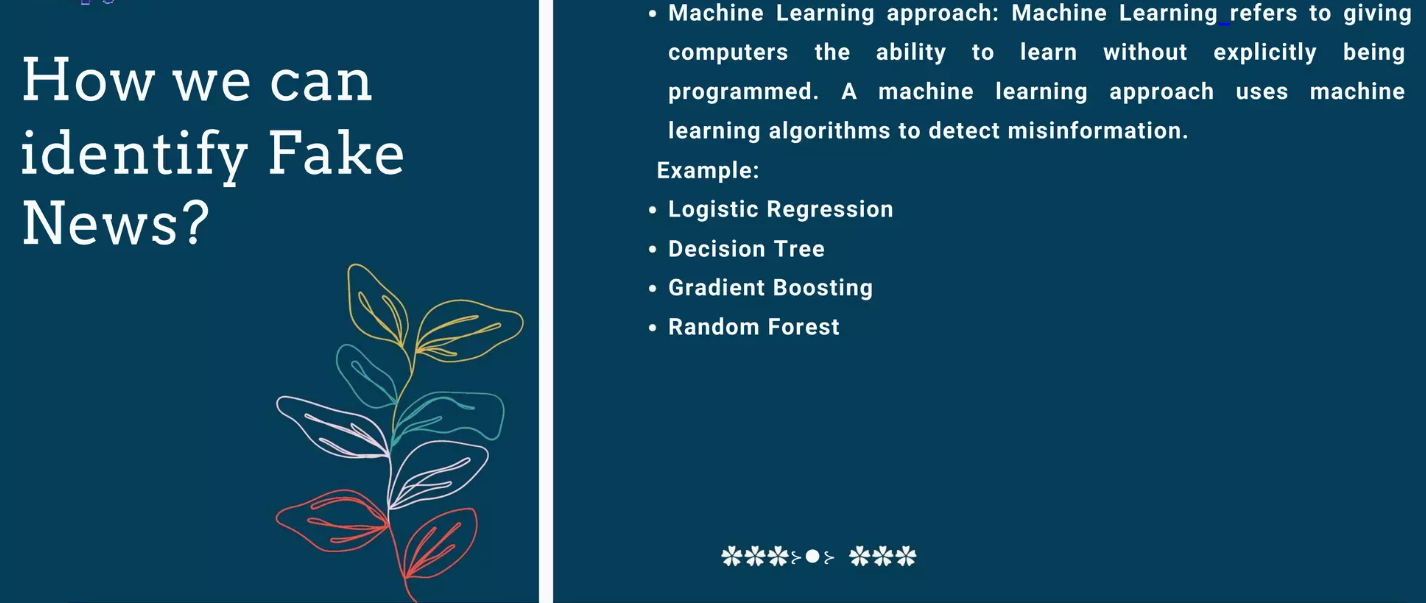 How we can
identify Fake
News?
• Machine Learning approach: Machine Learning refers to giving
computers the ability to learn without explicitly being
programmed. A machine learning approach uses machine
learning algorithms to detect misinformation.
Example:
• Logistic Regression
• Decision Tree
• Gradient Boosting
• Random Forest